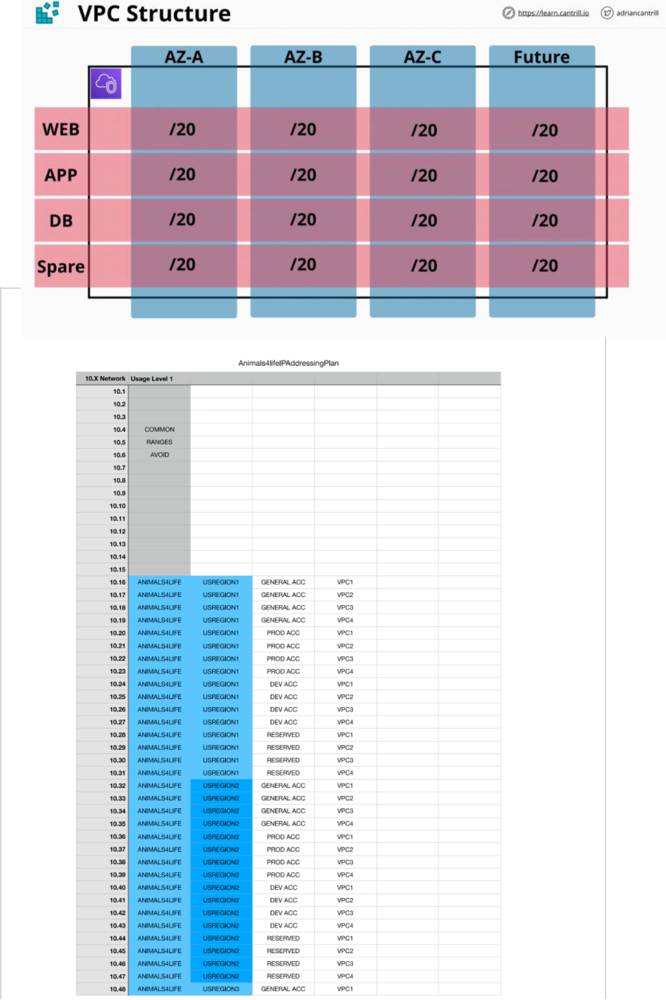 VPC Structure
https://learn.cantrill.io adriancantrill
AZ-A AZ-B AZ-C Future
WEB /20 /20 /20 /20
APP /20 /20 /20 /20
DB /20 /20 /20 /20
Spare /20 /20 /20 /20
Animals4lifeIPAddressingPlan
10.X Network Usage Level 1
10.1
10.2
10.3
10.4 COMMON
10.5 RANGES
10.6 AVOID
10.7
10.8
10.9
10.10
10.11
10.12
10.13
10.14
10.15
10.16 ANIMALS4LIFE USREGION1 GENERAL ACC VPC1
10.17 ANIMALS4LIFE USREGION1 GENERAL ACC VPC2
10.18 ANIMALS4LIFE USREGION1 GENERAL ACC VPC3
10.19 ANIMALS4LIFE USREGION1 GENERAL ACC VPC4
10.20 ANIMALS4LIFE USREGION1 PROD ACC VPC1
10.21 ANIMALS4LIFE USREGION1 PROD ACC VPC2
10.22 ANIMALS4LIFE USREGION1 PROD ACC VPC3
10.23 ANIMALS4LIFE USREGION1 PROD ACC VPC4
10.24 ANIMALS4LIFE USREGION1 DEV ACC VPC1
10.25 ANIMALS4LIFE USREGION1 DEV ACC VPC2
10.26 ANIMALS4LIFE USREGION1 DEV ACC VPC3
10.27 ANIMALS4LIFE USREGION1 DEV ACC VPC4
10.28 ANIMALS4LIFE USREGION1 RESERVED VPC1
10.29 ANIMALS4LIFE USREGION1 RESERVED VPC2
10.30 ANIMALS4LIFE USREGION1 RESERVED VPC3
10.31 ANIMALS4LIFE USREGION1 RESERVED VPC4
10.32 ANIMALS4LIFE USREGION2 GENERAL ACC VPC1
10.33 ANIMALS4LIFE USREGION2 GENERAL ACC VPC2
10.34 ANIMALS4LIFE USREGION2 GENERAL ACC VPC3
10.35 ANIMALS4LIFE USREGION2 GENERAL ACC VPC4
10.36 ANIMALS4LIFE USREGION2 PROD ACC VPC1
10.37 ANIMALS4LIFE USREGION2 PROD ACC VPC2
10.38 ANIMALS4LIFE USREGION2 PROD ACC VPC3
10.39 ANIMALS4LIFE USREGION2 PROD ACC VPC4
10.40 ANIMALS4LIFE USREGION2 DEV ACC VPC1
10.41 ANIMALS4LIFE USREGION2 DEV ACC VPC2
10.42 ANIMALS4LIFE USREGION2 DEV ACC VPC3
10.43 ANIMALS4LIFE USREGION2 DEV ACC VPC4
10.44 ANIMALS4LIFE USREGION2 RESERVED VPC1
10.45 ANIMALS4LIFE USREGION2 RESERVED VPC2
10.46 ANIMALS4LIFE USREGION2 RESERVED VPC3
10.47 ANIMALS4LIFE USREGION2 RESERVED VPC4
10.48 ANIMALS4LIFE USREGION3 GENERAL ACC VPC1